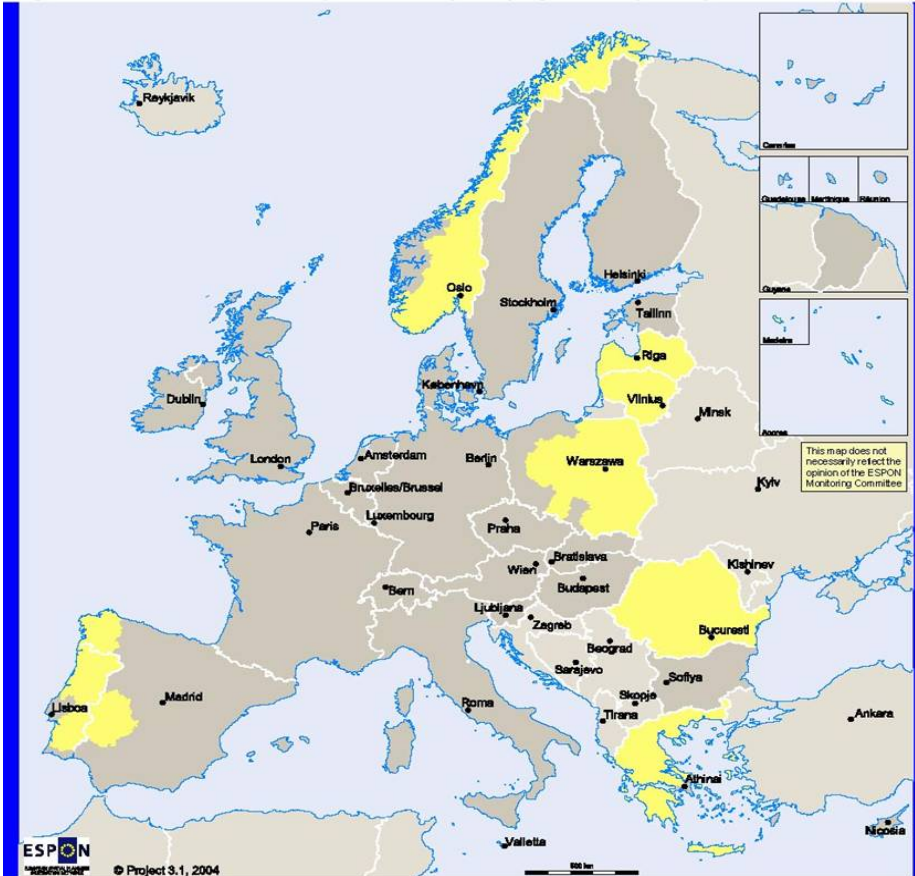 Reykjavik
Canarias
Guadeloupe
Martinique
Réunion
Guyane
Madeira
Acores
Helsinki
Oslo
Tallinn
Stockholm
Riga
København
Vilnius
Minsk
Dublin
This map does not
necessarily reflect the
opinion of the ESPON
Monitoring Committee
London
Amsterdam
Berlin
Warszawa
Kyiv
Bruxelles/Brussel
Luxembourg
Paris
Praha
Wien
Bratislava
Kishinev
Bern
Budapest
Ljubljana
Zagreb
Bucuresti
Beograd
Sarajevo
Sofiya
Madrid
Lisboa
Roma
Skopje
Tirana
Ankara
Athinai
Nicosia
Valletta
ESPON
© Project 3.1, 2004
500 km